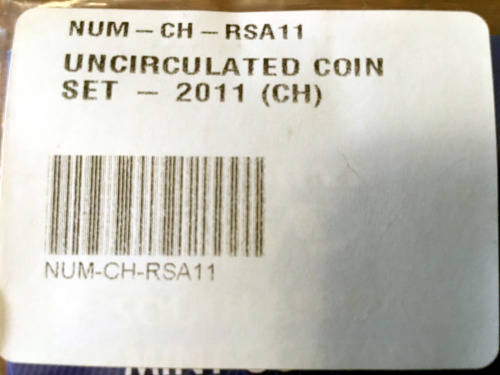 NUM-CH-RSA11
UNCIRCULATED COIN
SET - 2011 (CH)
NUM-CH-RSA11